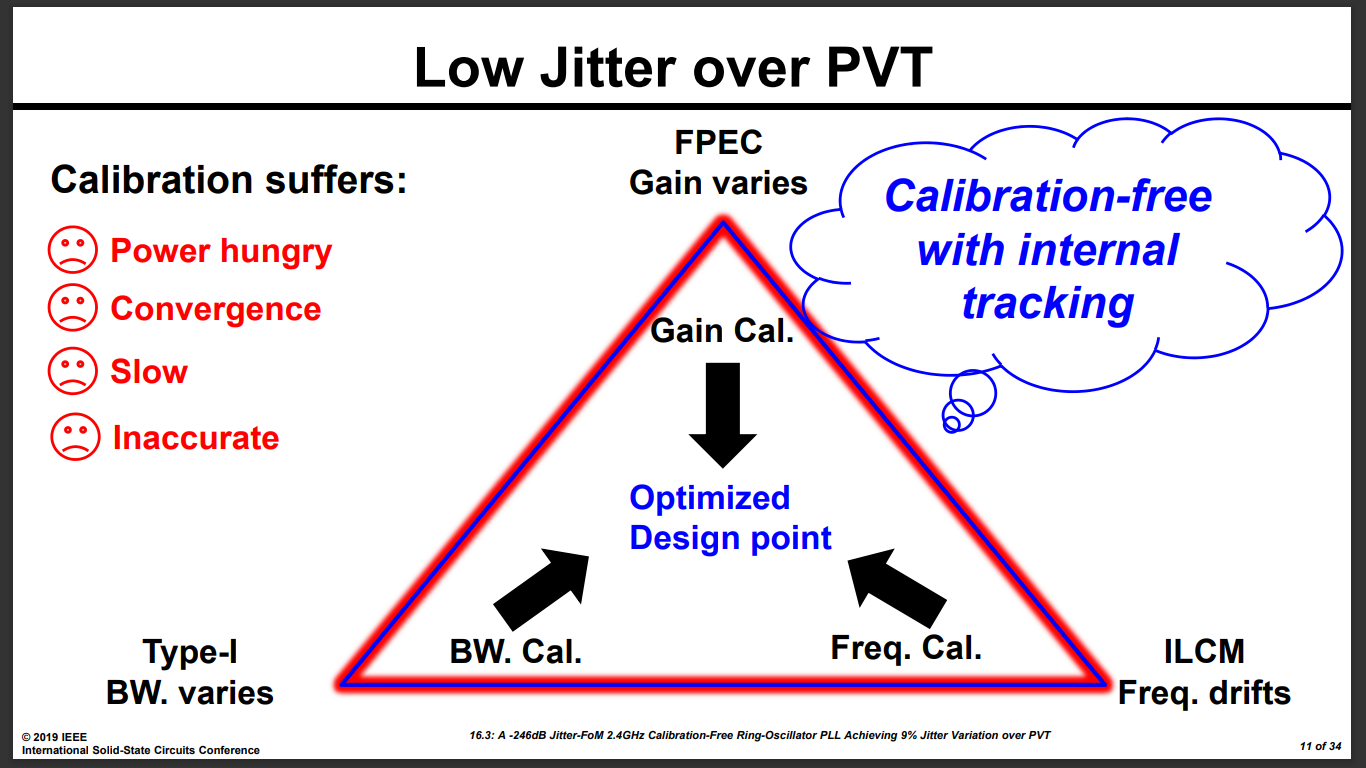 Low Jitter over PVT
Calibration suffers:
Power hungry
Convergence
Slow
Inaccurate
FPEC
Gain varies
Calibration-free
with internal
tracking
Gain Cal.
Optimized
Design point
BW. Cal.
Freq. Cal.
Type-I
BW. varies
ILCM
Freq. drifts
© 2019 IEEE
International Solid-State Circuits Conference
16.3: A -246dB Jitter-FoM 2.4GHz Calibration-Free Ring-Oscillator PLL Achieving 9% Jitter Variation over PVT
11 of 34